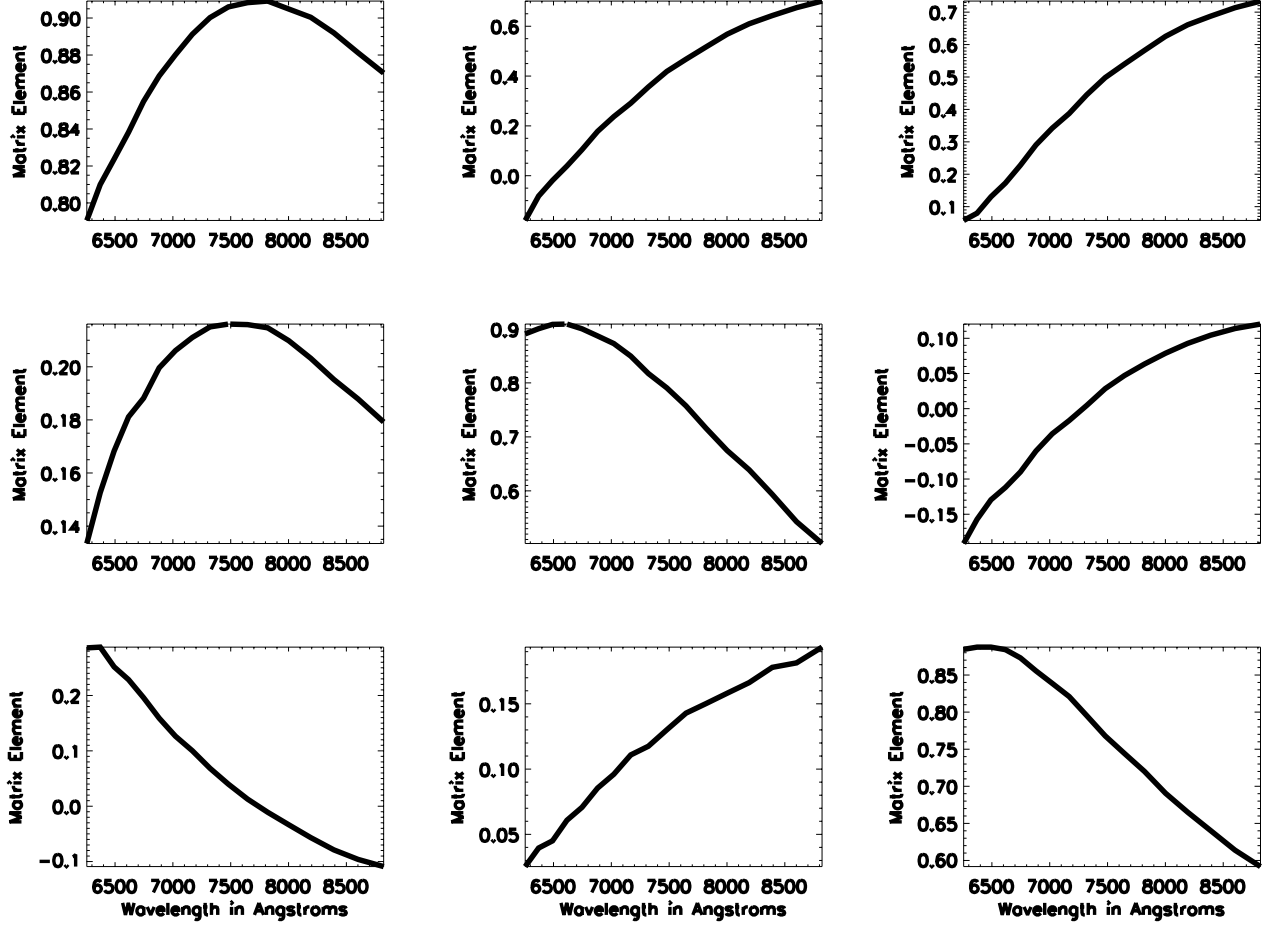 0.90
0.88
0.86
0.84
0.82
0.80
Matrix Element
6500 7000 7500 8000 8500
0.6
0.4
0.2
0.0
Matrix Element
6500 7000 7500 8000 8500
0.7
0.6
0.5
0.4
0.3
0.2
0.1
Matrix Element
6500 7000 7500 8000 8500
0.20
0.18
0.16
0.14
Matrix Element
6500 7000 7500 8000 8500
0.9
0.8
0.7
0.6
Matrix Element
6500 7000 7500 8000 8500
0.10
0.05
0.00
-0.05
-0.10
-0.15
Matrix Element
6500 7000 7500 8000 8500
0.2
0.1
0.0
-0.1
Matrix Element
6500 7000 7500 8000 8500
Wavelength in Angstroms
0.15
0.10
0.05
Matrix Element
6500 7000 7500 8000 8500
Wavelength in Angstroms
0.85
0.80
0.75
0.70
0.65
0.60
Matrix Element
6500 7000 7500 8000 8500
Wavelength in Angstroms